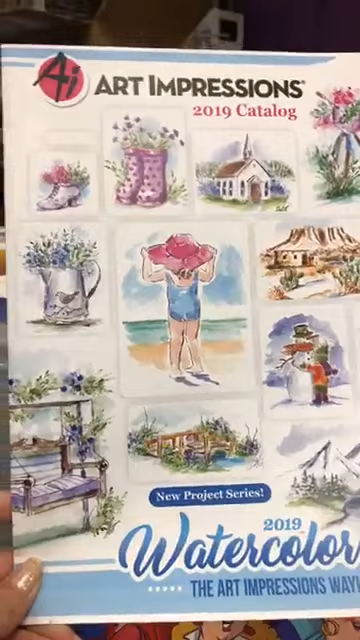 Ai ART IMPRESSIONS®
2019 Catalog
New Project Series!
2019
Watercolor
THE ART IMPRESSIONS WAY!